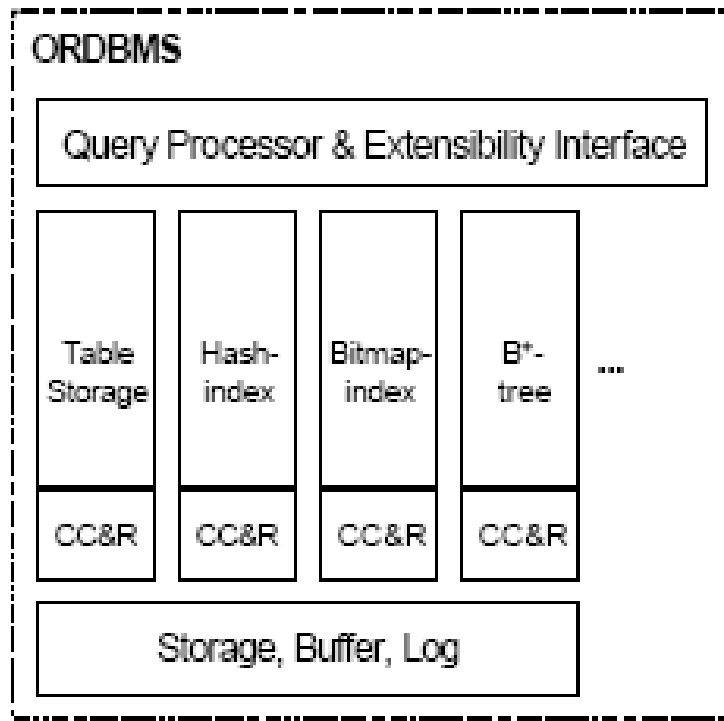 ORDBMS
Query Processor & Extensibility Interface
Table
Storage
Hash-
index
Bitmap-
index
B+-
tree
...
CC&R
CC&R
CC&R
CC&R
Storage, Buffer, Log